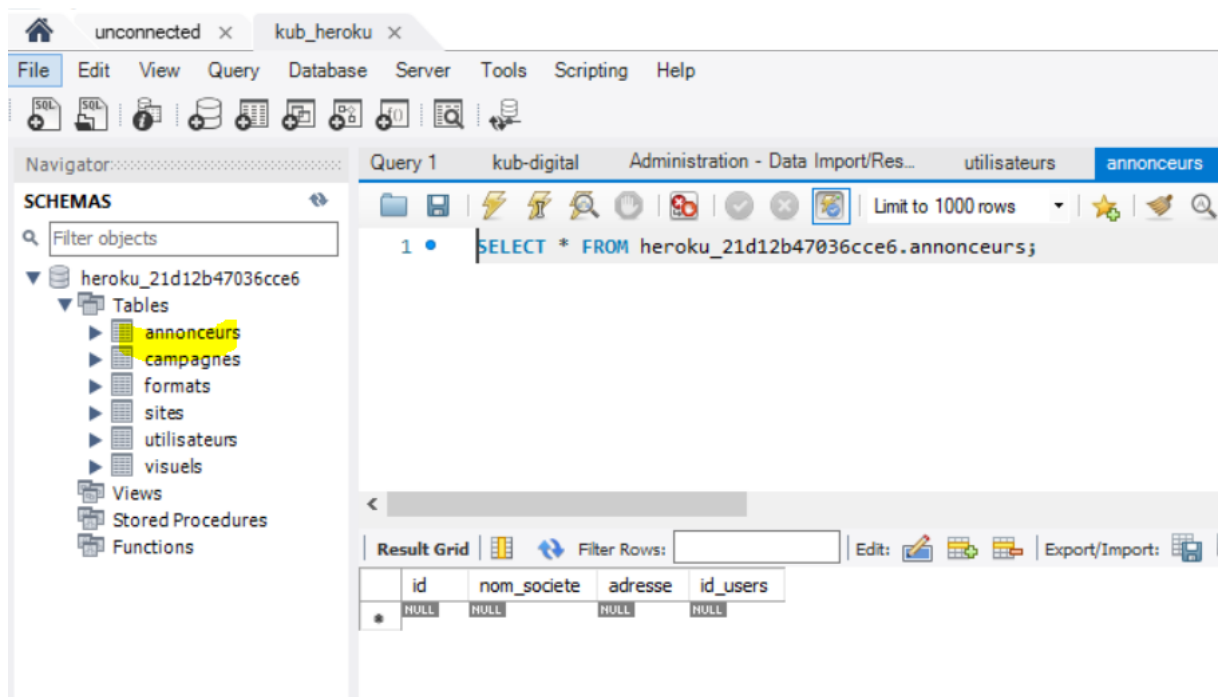 unconnected × kub_heroku ×
File Edit View Query Database Server Tools Scripting Help
SQL SQL
Navigator Query 1 kub-digital Administration - Data Import/Res... utilisateurs annonceurs
SCHEMAS
Limit to 1000 rows
Filter objects
1 SELECT * FROM heroku_21d12b47036cce6.annonceurs;
heroku_21d12b47036cce6
Tables
annonceurs
campagnes
formats
sites
utilisateurs
visuels
Views
Stored Procedures
Functions
Result Grid Filter Rows: Edit: Export/Import:
id nom_societe adresse id_users
NULL NULL NULL NULL